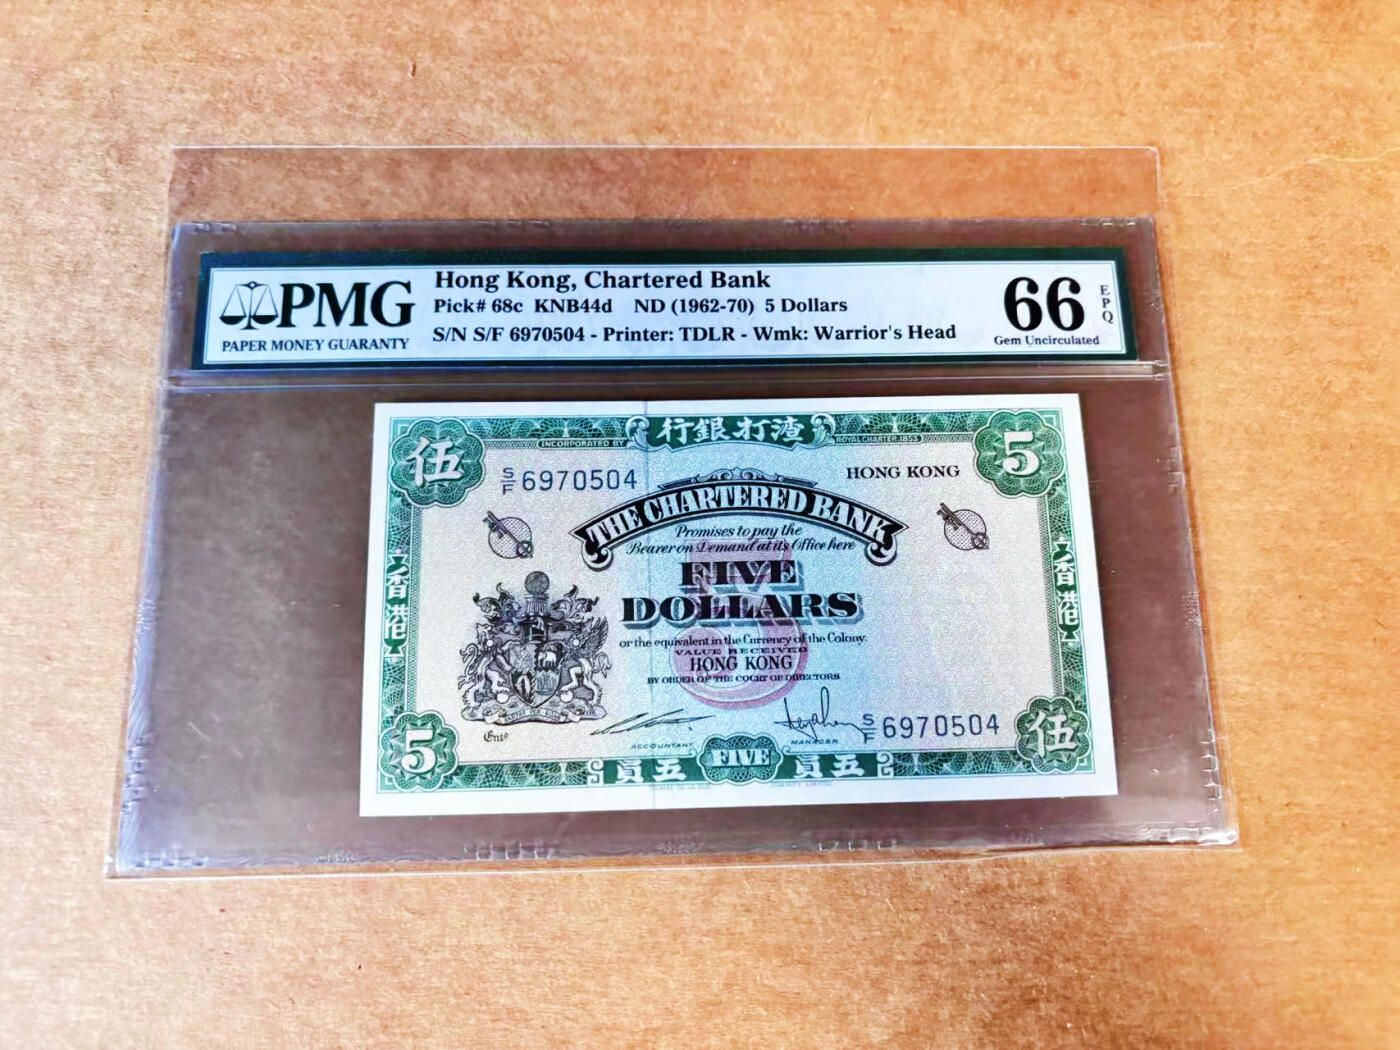 PMG
PAPER MONEY GUARANTY
Hong Kong, Chartered Bank
Pick# 68c KNB44d ND (1962-70) 5 Dollars
S/N S/F 6970504 - Printer: TDLR - Wmk: Warrior's Head
66
EPQ
Gem Uncirculated
伍
INCORPORATED BY
行銀打渣
ROYAL CHARTER.1853
5
S/F 6970504
HONG KONG
THE CHARTERED BANK
Promises to pay the
Bearer on Demand at its Office here
FIVE
DOLLARS
香港
香港
or the equivalent in the Currency of the Colony.
VALUE RECEIVED
HONG KONG
BY ORDER OF THE COURT OF DIRECTORS
Entd
ACCOUNTANT
MANAGER
S/F 6970504
5
員五
FIVE
員五
伍